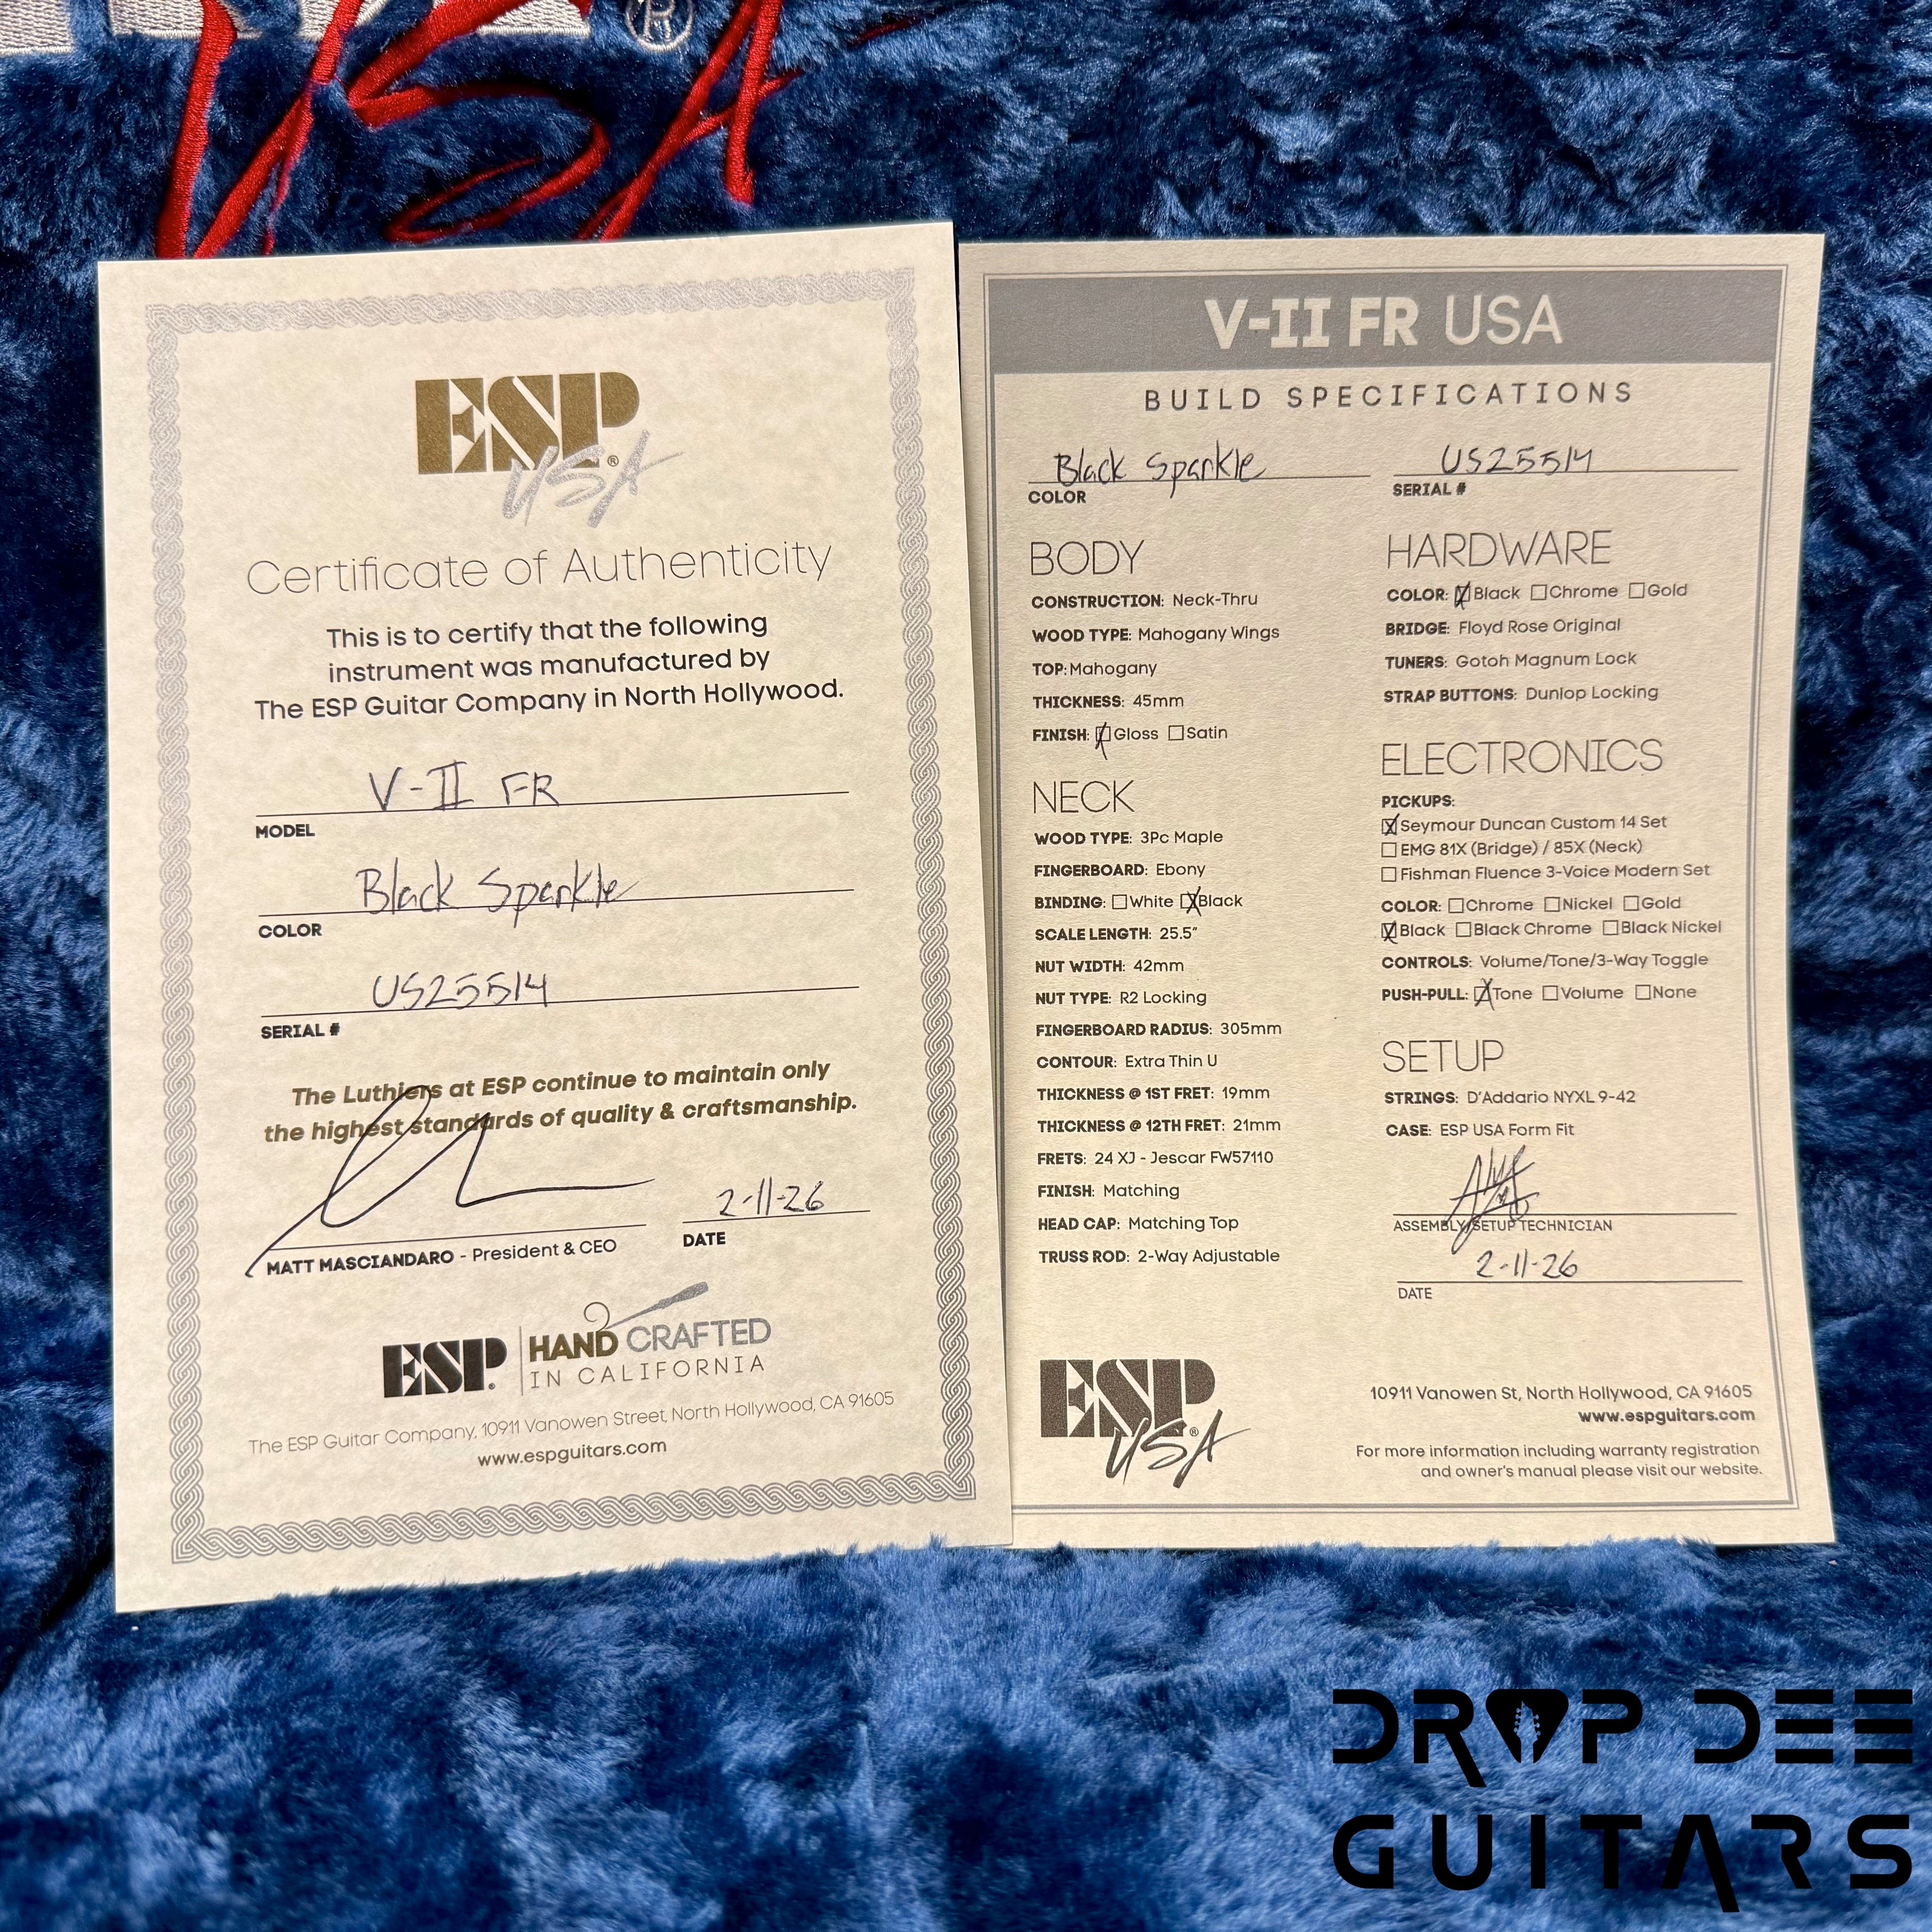 ®
USA
ESP
USA®
Certificate of Authenticity
This is to certify that the following
instrument was manufactured by
The ESP Guitar Company in North Hollywood.
V-II FR
MODEL
Black Sparkle
COLOR
US25514
SERIAL #
The Luthiers at ESP continue to maintain only
the highest standards of quality & craftsmanship.
2-11-26
MATT MASCIANDARO - President & CEO
DATE
ESP® HAND CRAFTED
IN CALIFORNIA
The ESP Guitar Company, 10911 Vanowen Street, North Hollywood, CA 91605
www.espguitars.com
V-II FR USA
BUILD SPECIFICATIONS
Black Sparkle
COLOR
US25514
SERIAL #
BODY
CONSTRUCTION: Neck-Thru
WOOD TYPE: Mahogany Wings
TOP: Mahogany
THICKNESS: 45mm
FINISH: ☒Gloss ☐Satin
NECK
WOOD TYPE: 3Pc Maple
FINGERBOARD: Ebony
BINDING: ☐White ☒Black
SCALE LENGTH: 25.5"
NUT WIDTH: 42mm
NUT TYPE: R2 Locking
FINGERBOARD RADIUS: 305mm
CONTOUR: Extra Thin U
THICKNESS @ 1ST FRET: 19mm
THICKNESS @ 12TH FRET: 21mm
FRETS: 24 XJ - Jescar FW57110
FINISH: Matching
HEAD CAP: Matching Top
TRUSS ROD: 2-Way Adjustable
HARDWARE
COLOR: ☒Black ☐Chrome ☐Gold
BRIDGE: Floyd Rose Original
TUNERS: Gotoh Magnum Lock
STRAP BUTTONS: Dunlop Locking
ELECTRONICS
PICKUPS:
☒Seymour Duncan Custom 14 Set
☐EMG 81X (Bridge) / 85X (Neck)
☐Fishman Fluence 3-Voice Modern Set
COLOR: ☐Chrome ☐Nickel ☐Gold
☒Black ☐Black Chrome ☐Black Nickel
CONTROLS: Volume/Tone/3-Way Toggle
PUSH-PULL: ☒Tone ☐Volume ☐None
SETUP
STRINGS: D'Addario NYXL 9-42
CASE: ESP USA Form Fit
ASSEMBLY/SETUP TECHNICIAN
2-11-26
DATE
ESP
USA®
10911 Vanowen St, North Hollywood, CA 91605
www.espguitars.com
For more information including warranty registration
and owner's manual please visit our website.
DROP DEE
GUITARS